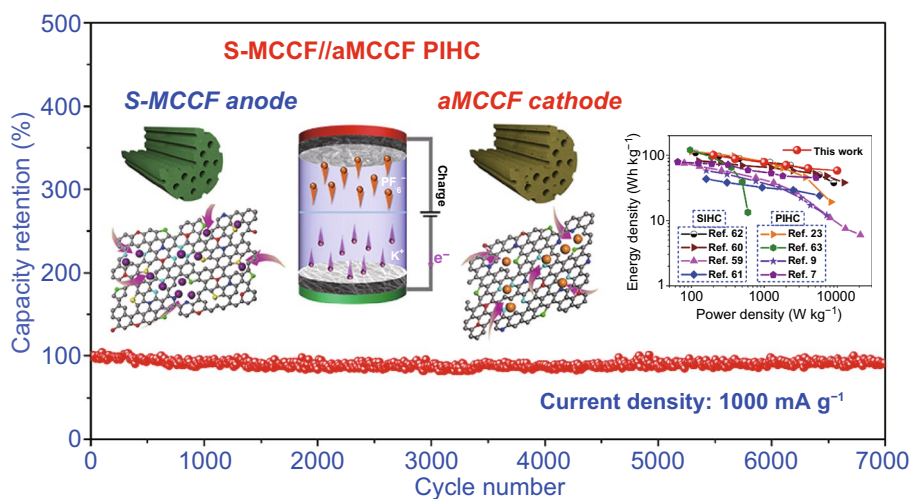 S-MCCF//aMCCF PIHC
S-MCCF anode
aMCCF cathode
PF6−
K+
Charge
e−
Capacity retention (%)
500
400
300
200
100
0
0 1000 2000 3000 4000 5000 6000 7000
Cycle number
Current density: 1000 mA g−1
Energy density (Wh kg−1)
100
10
1
This work
SIHC PIHC
Ref. 62 Ref. 23
Ref. 60 Ref. 63
Ref. 59 Ref. 9
Ref. 61 Ref. 7
100 1000 10000
Power density (W kg−1)